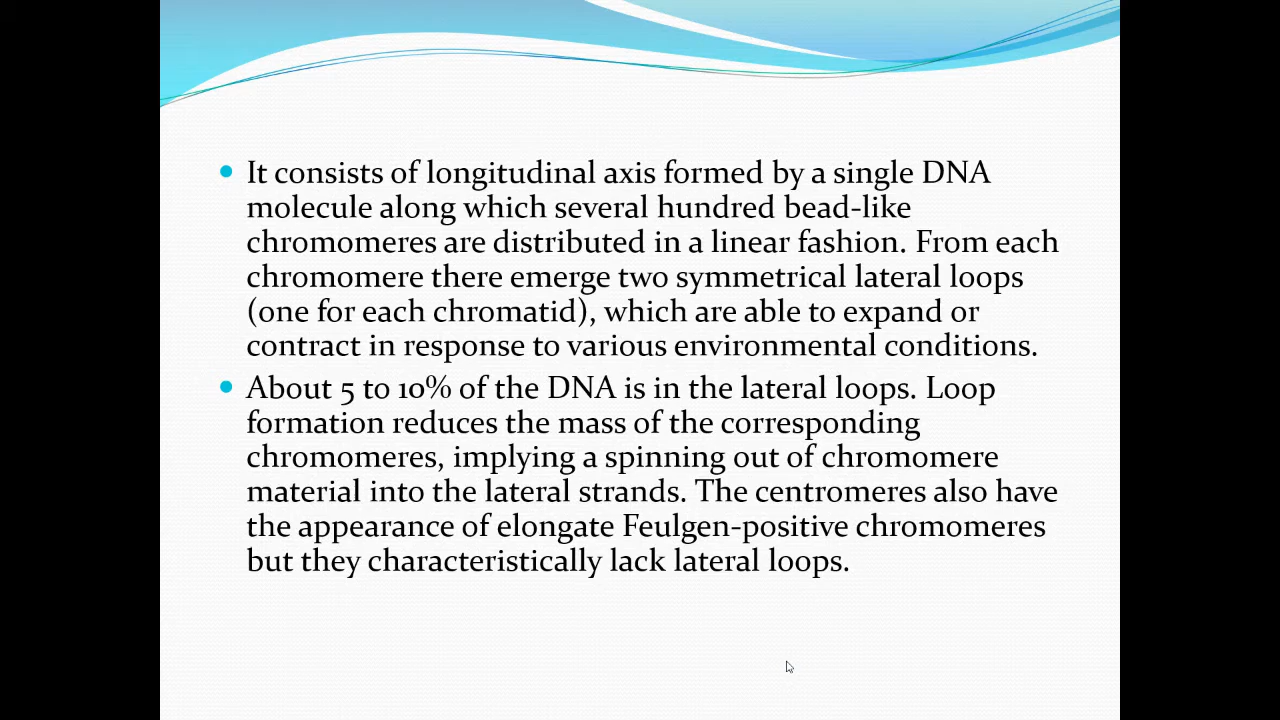 It consists of longitudinal axis formed by a single DNA
molecule along which several hundred bead-like
chromomeres are distributed in a linear fashion. From each
chromomere there emerge two symmetrical lateral loops
(one for each chromatid), which are able to expand or
contract in response to various environmental conditions.
About 5 to 10% of the DNA is in the lateral loops. Loop
formation reduces the mass of the corresponding
chromomeres, implying a spinning out of chromomere
material into the lateral strands. The centromeres also have
the appearance of elongate Feulgen-positive chromomeres
but they characteristically lack lateral loops.